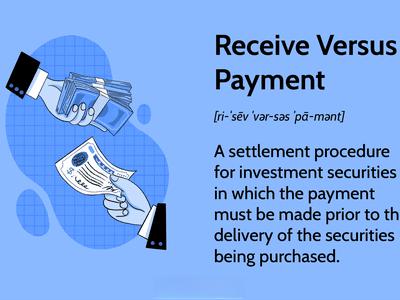 Receive Versus
Payment
[ri-ˈsēv ˈvər-səs ˈpā-mənt]
A settlement procedure
for investment securities
in which the payment
must be made prior to th
delivery of the securities
being purchased.